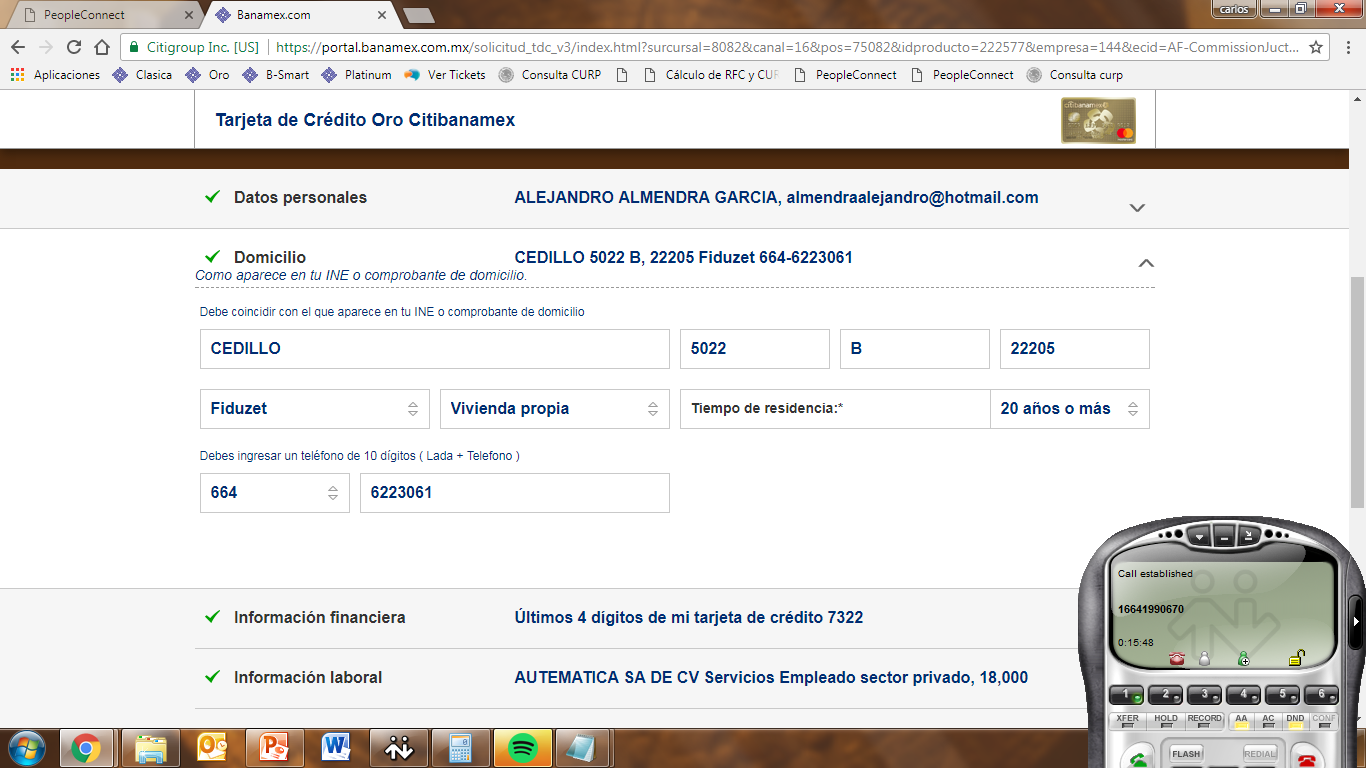 PeopleConnect
Banamex.com
carlos
Citigroup Inc. [US]
https://portal.banamex.com.mx/solicitud_tdc_v3/index.html?surcursal=8082&canal=16&pos=75082&idproducto=222577&empresa=144&ecid=AF-CommissionJuct...
Aplicaciones
Clasica
Oro
B-Smart
Platinum
Ver Tickets
Consulta CURP
Cálculo de RFC y CUR
PeopleConnect
PeopleConnect
Consulta curp
Tarjeta de Crédito Oro Citibanamex
citibanamex
Datos personales
ALEJANDRO ALMENDRA GARCIA, almendraalejandro@hotmail.com
Domicilio
CEDILLO 5022 B, 22205 Fiduzet 664-6223061
Como aparece en tu INE o comprobante de domicilio.
Debe coincidir con el que aparece en tu INE o comprobante de domicilio
CEDILLO
5022
B
22205
Fiduzet
Vivienda propia
Tiempo de residencia:*
20 años o más
Debes ingresar un teléfono de 10 dígitos ( Lada + Telefono )
664
6223061
Información financiera
Últimos 4 dígitos de mi tarjeta de crédito 7322
Información laboral
AUTEMATICA SA DE CV Servicios Empleado sector privado, 18,000
Call established
16641990670
0:15:48
1 2 3 4 5 6
XFER HOLD RECORD AA AC DND CONF
FLASH
REDIAL